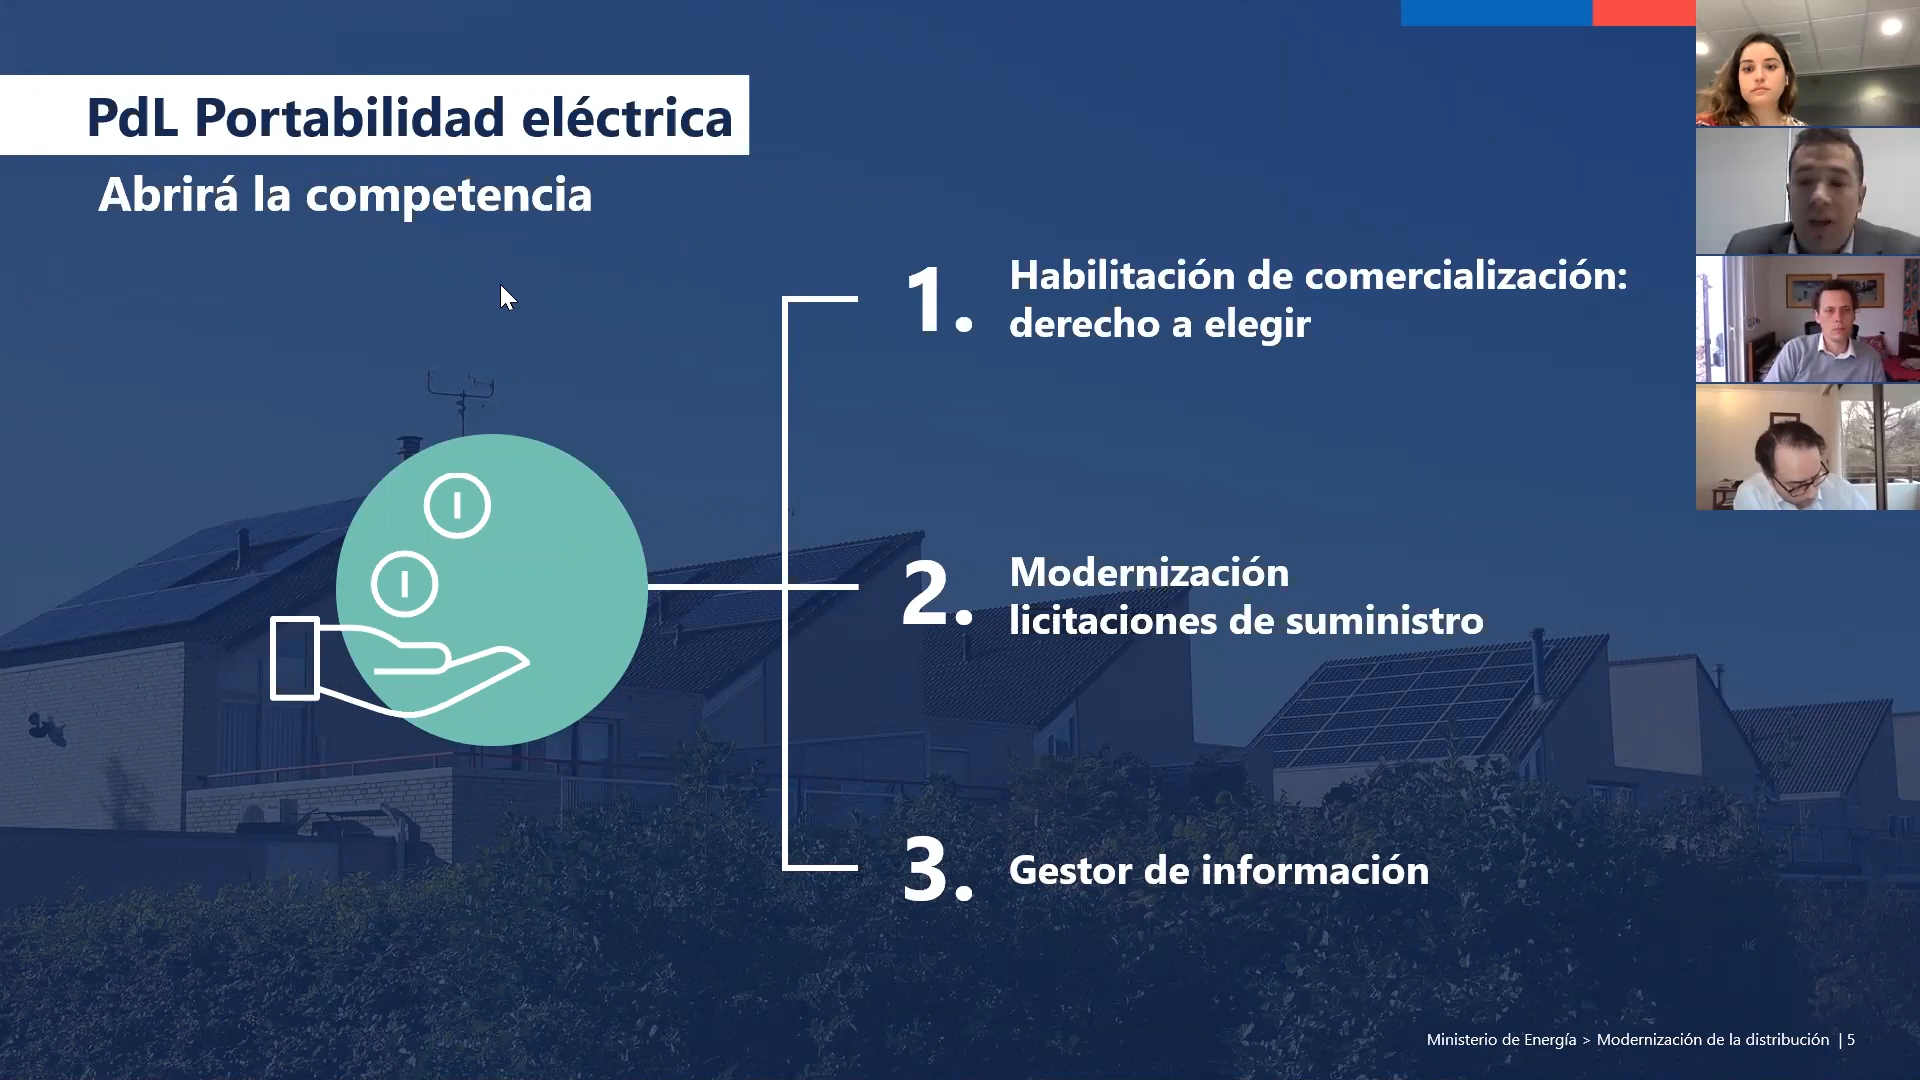 PdL Portabilidad eléctrica
Abrirá la competencia
1. Habilitación de comercialización:
derecho a elegir
2. Modernización
licitaciones de suministro
3. Gestor de información
Ministerio de Energía > Modernización de la distribución | 5